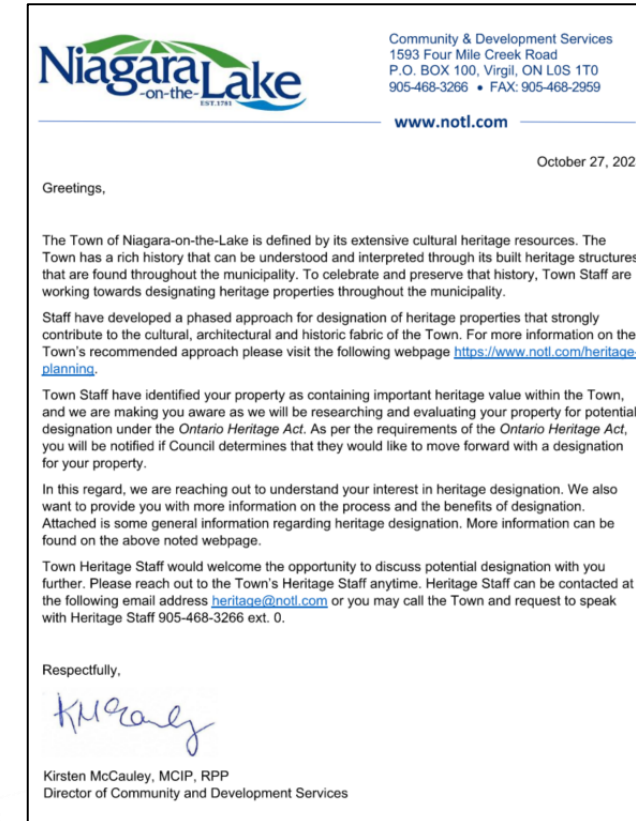 Niagara
-on-the-
Lake
EST.1781
Community & Development Services
1593 Four Mile Creek Road
P.O. BOX 100, Virgil, ON L0S 1T0
905-468-3266 • FAX: 905-468-2959
www.notl.com
October 27, 202
Greetings,
The Town of Niagara-on-the-Lake is defined by its extensive cultural heritage resources. The
Town has a rich history that can be understood and interpreted through its built heritage structures
that are found throughout the municipality. To celebrate and preserve that history, Town Staff are
working towards designating heritage properties throughout the municipality.
Staff have developed a phased approach for designation of heritage properties that strongly
contribute to the cultural, architectural and historic fabric of the Town. For more information on the
Town's recommended approach please visit the following webpage https://www.notl.com/heritage-
planning.
Town Staff have identified your property as containing important heritage value within the Town,
and we are making you aware as we will be researching and evaluating your property for potential
designation under the Ontario Heritage Act. As per the requirements of the Ontario Heritage Act,
you will be notified if Council determines that they would like to move forward with a designation
for your property.
In this regard, we are reaching out to understand your interest in heritage designation. We also
want to provide you with more information on the process and the benefits of designation.
Attached is some general information regarding heritage designation. More information can be
found on the above noted webpage.
Town Heritage Staff would welcome the opportunity to discuss potential designation with you
further. Please reach out to the Town's Heritage Staff anytime. Heritage Staff can be contacted at
the following email address heritage@notl.com or you may call the Town and request to speak
with Heritage Staff 905-468-3266 ext. 0.
Respectfully,
Kirsten McCauley, MCIP, RPP
Director of Community and Development Services